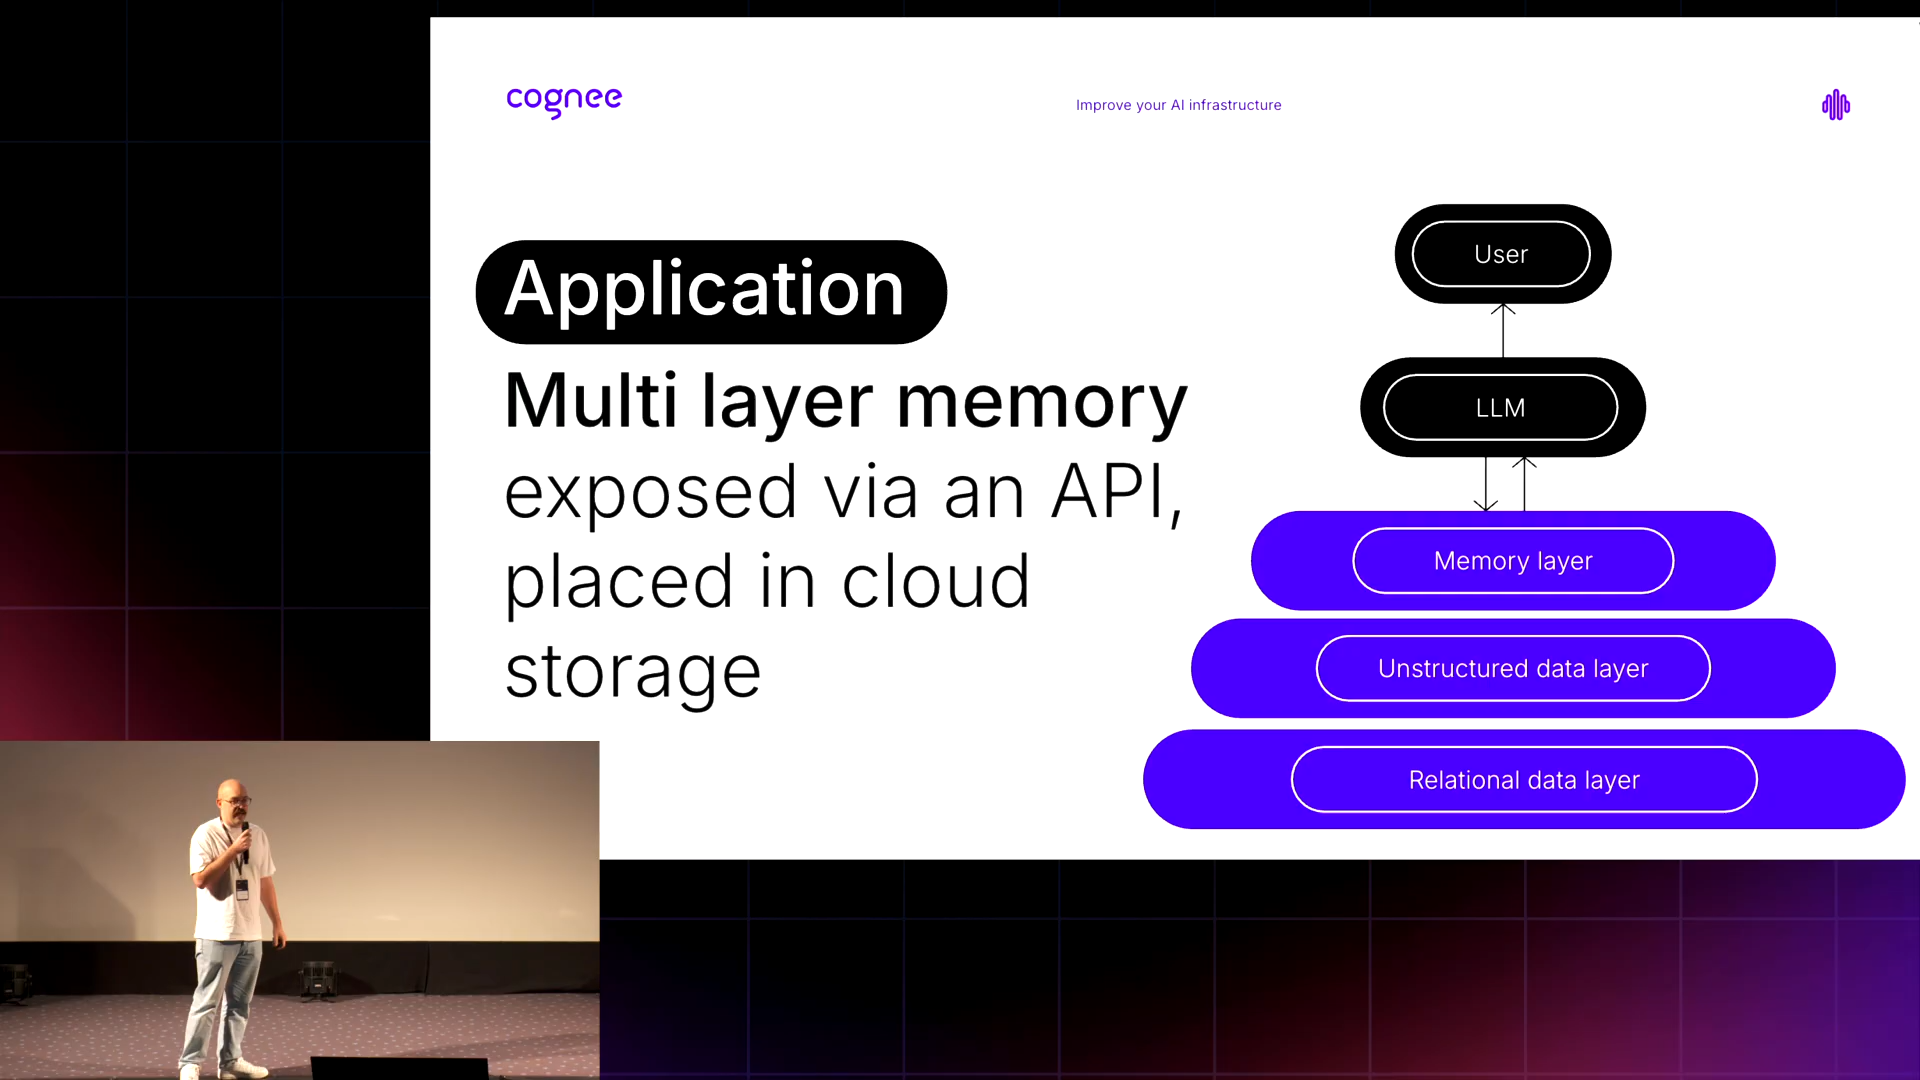 cognee
Improve your AI infrastructure
Application
Multi layer memory
exposed via an API,
placed in cloud
storage
User
LLM
Memory layer
Unstructured data layer
Relational data layer